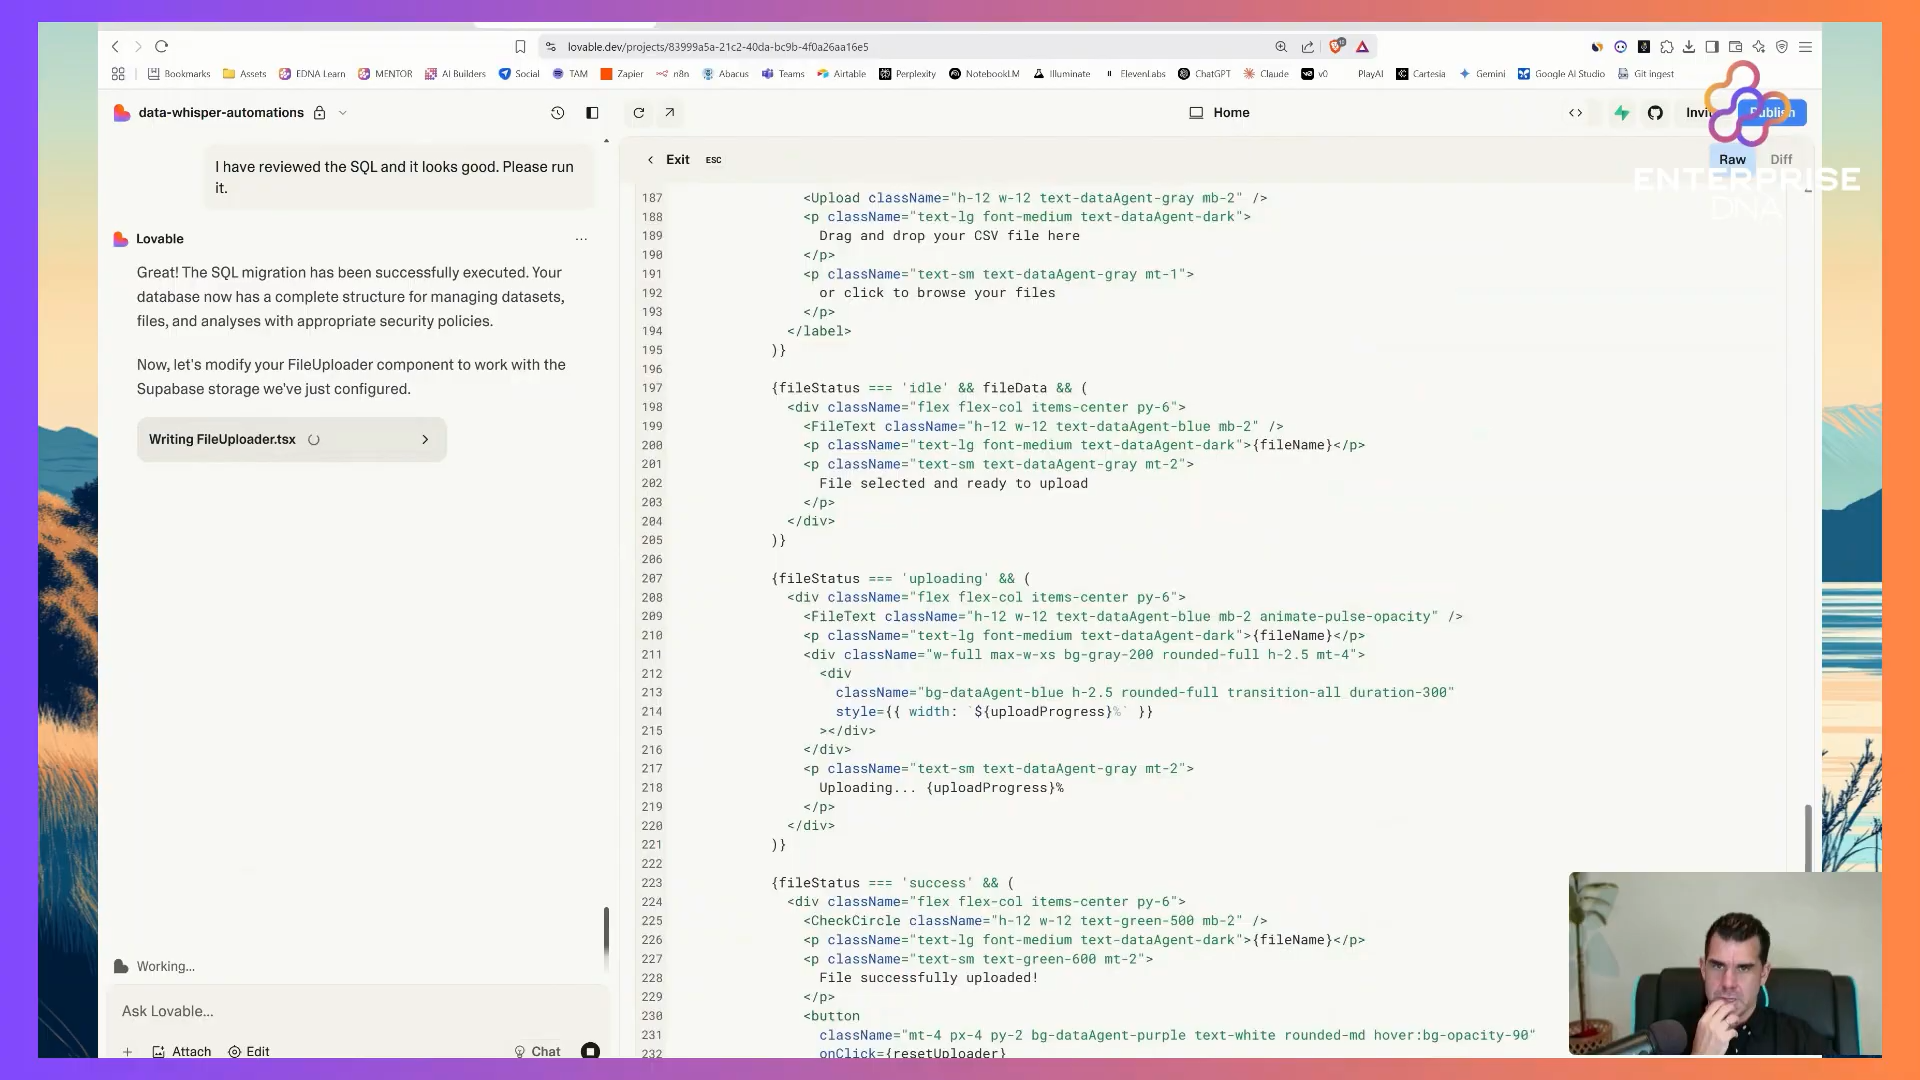 lovable.dev/projects/83999a5a-21c2-40da-bc9b-4f0a26aa16e5
Bookmarks Assets EDNA Learn MENTOR AI Builders Social TAM Zapier n8n Abacus Teams Airtable Perplexity NotebookLM Illuminate ElevenLabs ChatGPT Claude v0 PlayAI Cartesia Gemini Google AI Studio Git ingest
data-whisper-automations
Home
Publish
Exit ESC
Raw Diff
ENTERPRISE
DNA
I have reviewed the SQL and it looks good. Please run
it.
Lovable
Great! The SQL migration has been successfully executed. Your
database now has a complete structure for managing datasets,
files, and analyses with appropriate security policies.
Now, let's modify your FileUploader component to work with the
Supabase storage we've just configured.
Writing FileUploader.tsx
Working...
Ask Lovable...
Attach Edit Chat
187 <Upload className="h-12 w-12 text-dataAgent-gray mb-2" />
188 <p className="text-lg font-medium text-dataAgent-dark">
189 Drag and drop your CSV file here
190 </p>
191 <p className="text-sm text-dataAgent-gray mt-1">
192 or click to browse your files
193 </p>
194 </label>
195 )}
196
197 {fileStatus === 'idle' && fileData && (
198 <div className="flex flex-col items-center py-6">
199 <FileText className="h-12 w-12 text-dataAgent-blue mb-2" />
200 <p className="text-lg font-medium text-dataAgent-dark">{fileName}</p>
201 <p className="text-sm text-dataAgent-gray mt-2">
202 File selected and ready to upload
203 </p>
204 </div>
205 )}
206
207 {fileStatus === 'uploading' && (
208 <div className="flex flex-col items-center py-6">
209 <FileText className="h-12 w-12 text-dataAgent-blue mb-2 animate-pulse-opacity" />
210 <p className="text-lg font-medium text-dataAgent-dark">{fileName}</p>
211 <div className="w-full max-w-xs bg-gray-200 rounded-full h-2.5 mt-4">
212 <div
213 className="bg-dataAgent-blue h-2.5 rounded-full transition-all duration-300"
214 style={{ width: `${uploadProgress}%` }}
215 ></div>
216 </div>
217 <p className="text-sm text-dataAgent-gray mt-2">
218 Uploading... {uploadProgress}%
219 </p>
220 </div>
221 )}
222
223 {fileStatus === 'success' && (
224 <div className="flex flex-col items-center py-6">
225 <CheckCircle className="h-12 w-12 text-green-500 mb-2" />
226 <p className="text-lg font-medium text-dataAgent-dark">{fileName}</p>
227 <p className="text-sm text-green-600 mt-2">
228 File successfully uploaded!
229 </p>
230 <button
231 className="mt-4 px-4 py-2 bg-dataAgent-purple text-white rounded-md hover:bg-opacity-90"
232 onClick={resetUploader}